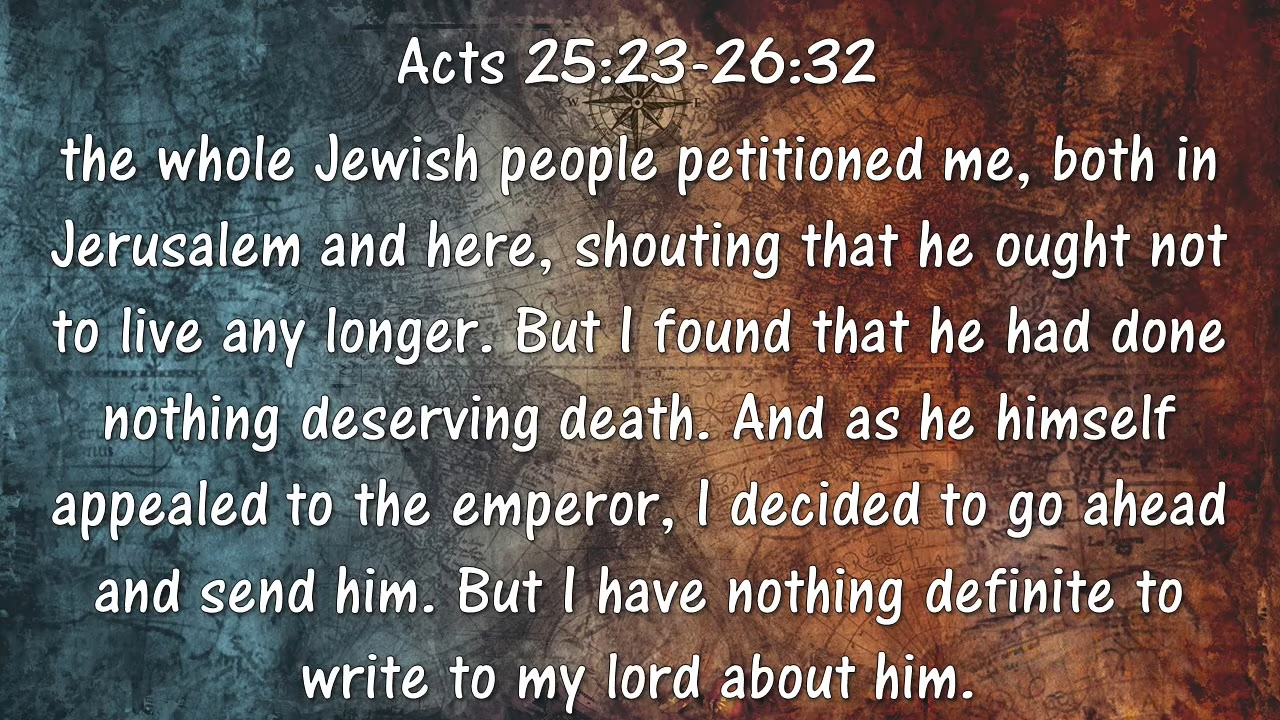 Acts 25:23-26:32
W E
the whole Jewish people petitioned me, both in
Jerusalem and here, shouting that he ought not
to live any longer. But I found that he had done
nothing deserving death. And as he himself
appealed to the emperor, I decided to go ahead
and send him. But I have nothing definite to
write to my lord about him.